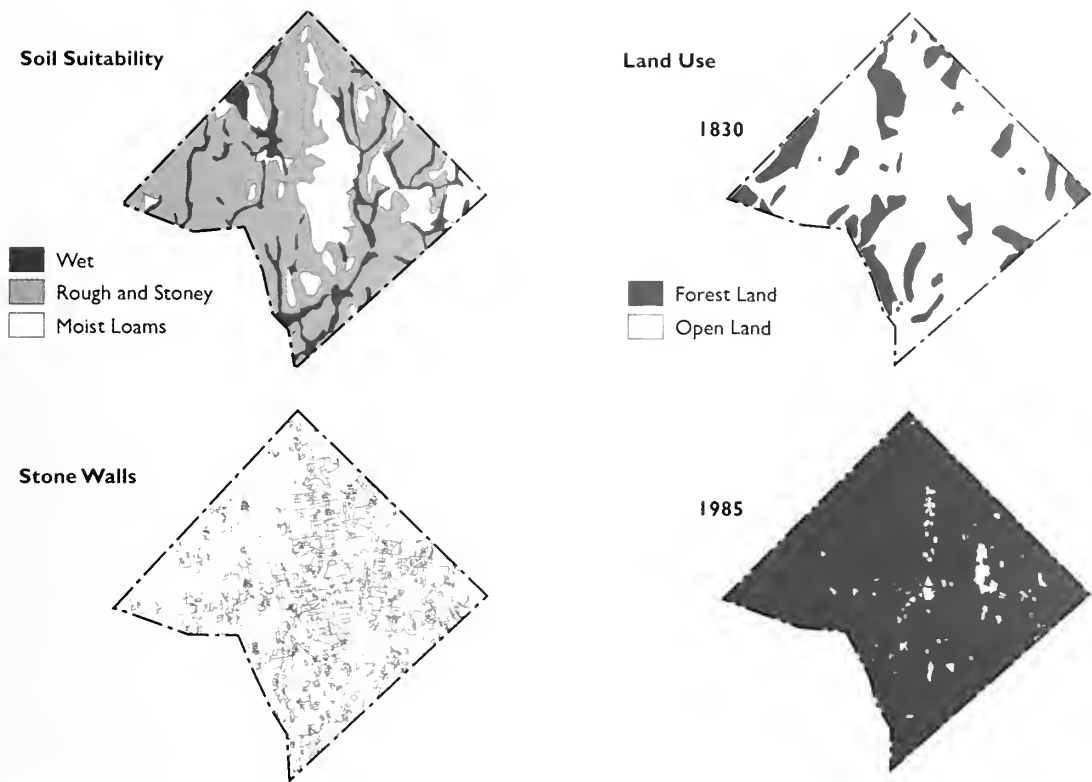 Soil Suitability
Wet
Rough and Stoney
Moist Loams
Land Use
1830
Forest Land
Open Land
Stone Walls
1985